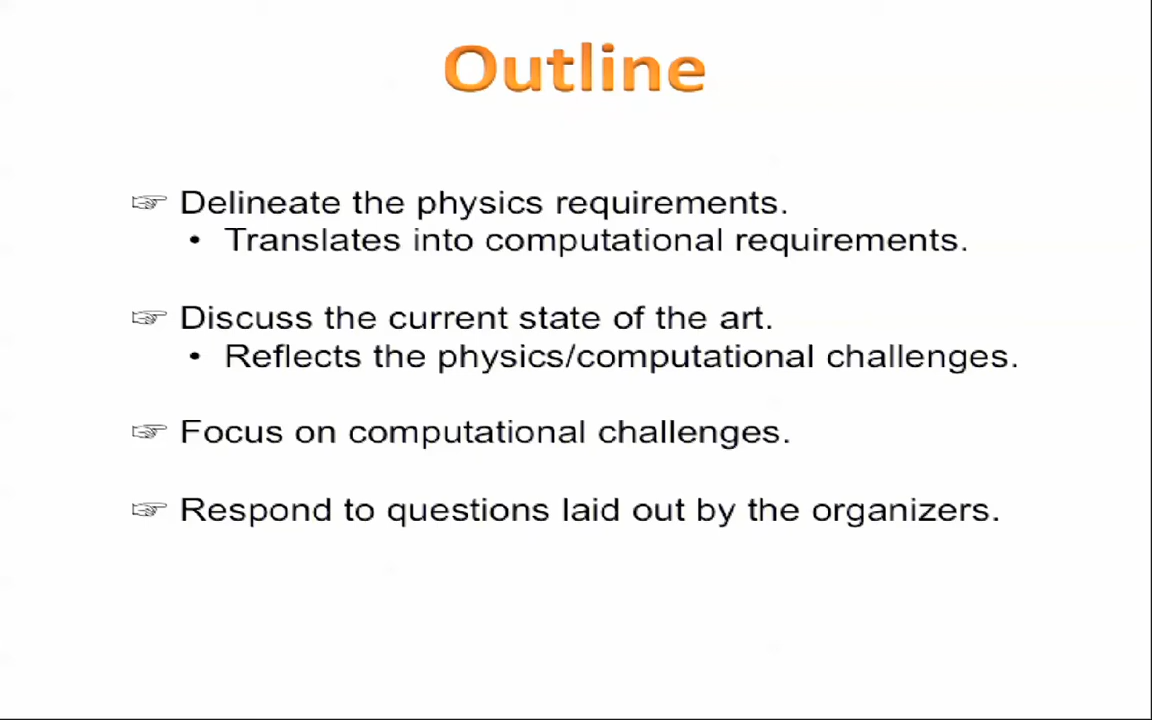 Outline
☞ Delineate the physics requirements.
• Translates into computational requirements.
☞ Discuss the current state of the art.
• Reflects the physics/computational challenges.
☞ Focus on computational challenges.
☞ Respond to questions laid out by the organizers.